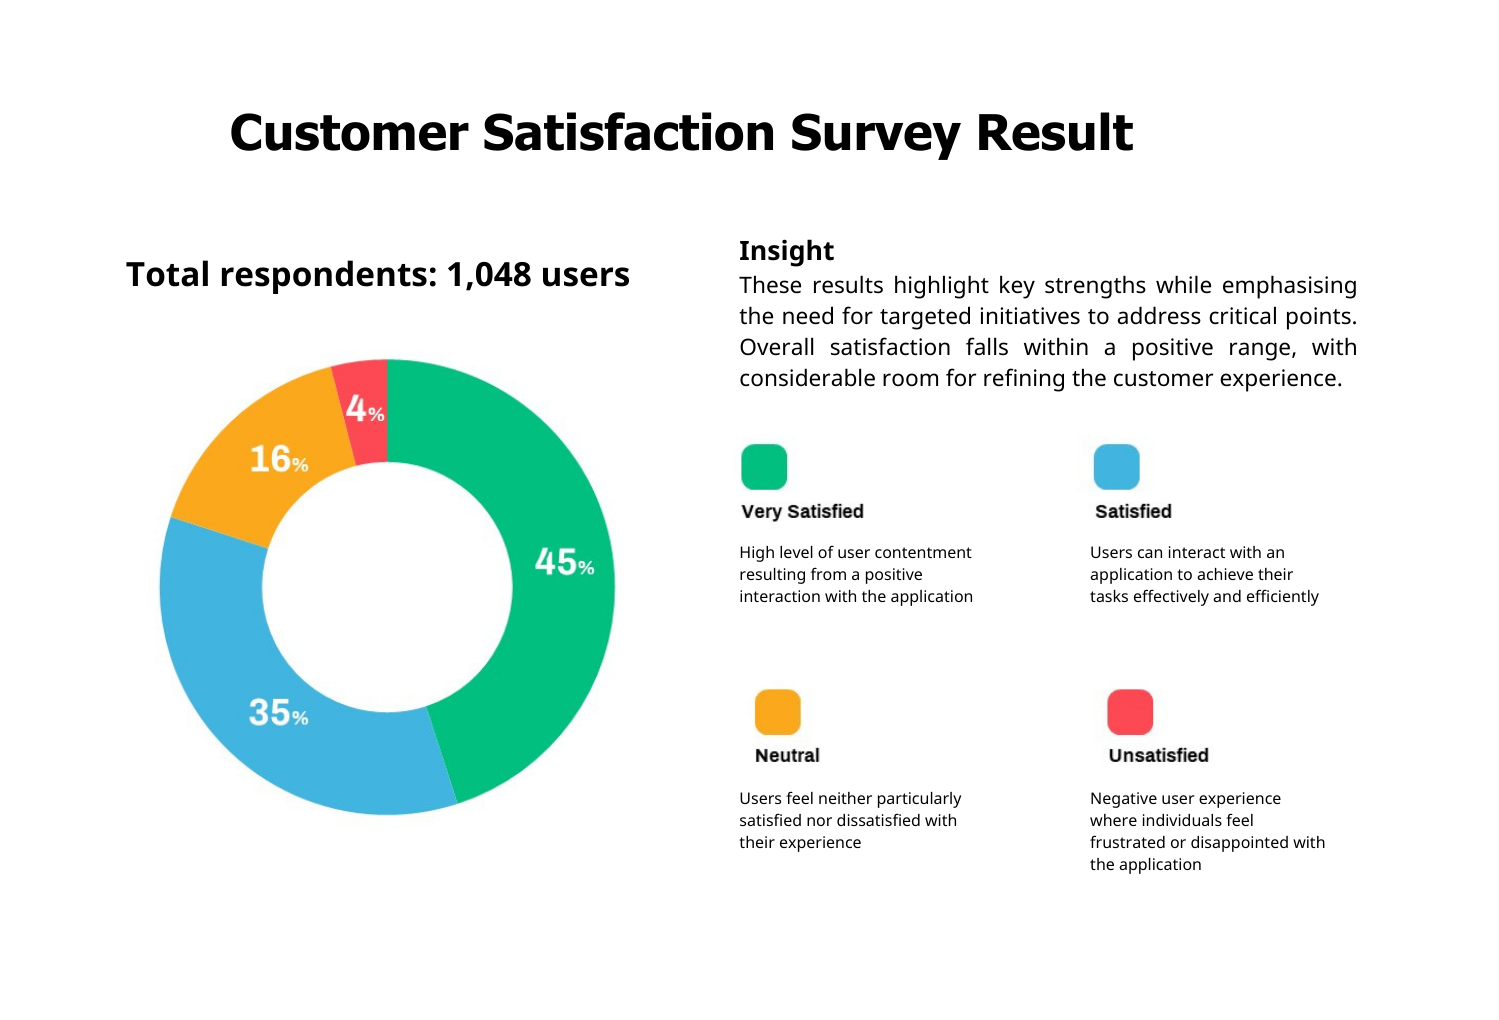 Customer Satisfaction Survey Result
Total respondents: 1,048 users
4%
16%
45%
35%
Insight
These results highlight key strengths while emphasising
the need for targeted initiatives to address critical points.
Overall satisfaction falls within a positive range, with
considerable room for refining the customer experience.
Very Satisfied
High level of user contentment
resulting from a positive
interaction with the application
Satisfied
Users can interact with an
application to achieve their
tasks effectively and efficiently
Neutral
Users feel neither particularly
satisfied nor dissatisfied with
their experience
Unsatisfied
Negative user experience
where individuals feel
frustrated or disappointed with
the application